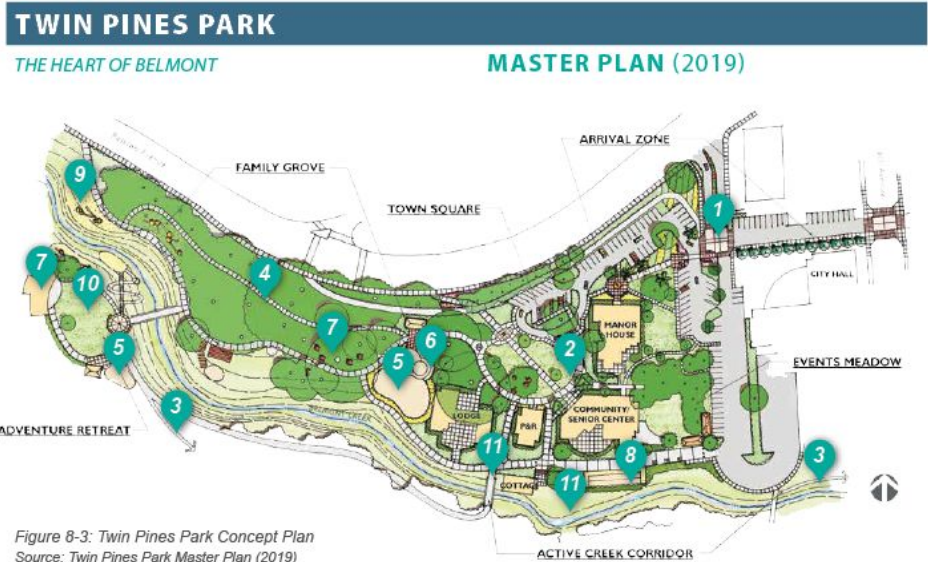 TWIN PINES PARK
THE HEART OF BELMONT
MASTER PLAN (2019)
ARRIVAL ZONE
FAMILY GROVE
9
TOWN SQUARE
1
7
4
CITY HALL
10
MANOR
HOUSE
7
6
2
5
5
EVENTS MEADOW
3
BELMONT CREEK
LODGE
COMMUNITY/
SENIOR CENTER
P&R
ADVENTURE RETREAT
11
8
3
COTTAGE
11
Figure 8-3: Twin Pines Park Concept Plan
Source: Twin Pines Park Master Plan (2019)
ACTIVE CREEK CORRIDOR